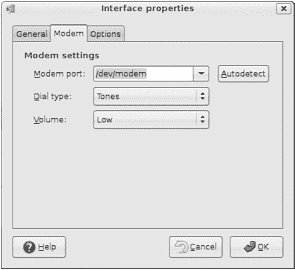 Interface properties
General Modem Options
Modem settings
Modem port: /dev/modem Autodetect
Dial type: Tones
Volume: Low
Help Cancel OK